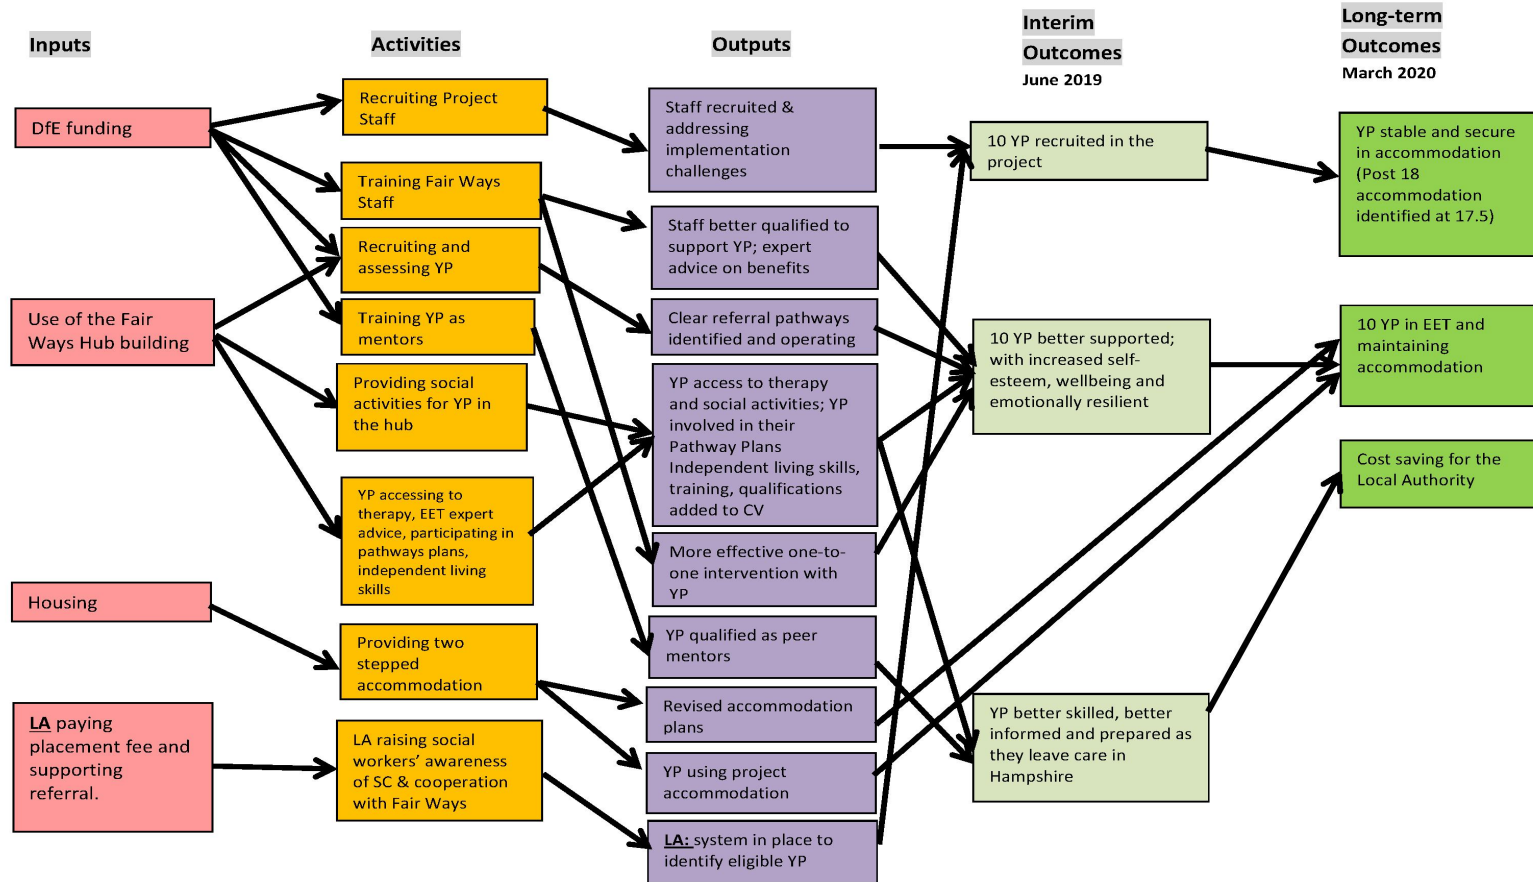 Inputs
Activities
Outputs
Interim
Outcomes
June 2019
Long-term
Outcomes
March 2020
DfE funding
Use of the Fair
Ways Hub building
Housing
LA paying
placement fee and
supporting
referral.
Recruiting Project
Staff
Training Fair Ways
Staff
Recruiting and
assessing YP
Training YP as
mentors
Providing social
activities for YP in
the hub
YP accessing to
therapy, EET expert
advice, participating in
pathways plans,
independent living
skills
Providing two
stepped
accommodation
LA raising social
workers’ awareness
of SC & cooperation
with Fair Ways
Staff recruited &
addressing
implementation
challenges
Staff better qualified to
support YP; expert
advice on benefits
Clear referral pathways
identified and operating
YP access to therapy
and social activities; YP
involved in their
Pathway Plans
Independent living skills,
training, qualifications
added to CV
More effective one-to-
one intervention with
YP
YP qualified as peer
mentors
Revised accommodation
plans
YP using project
accommodation
LA: system in place to
identify eligible YP
10 YP recruited in the
project
10 YP better supported;
with increased self-
esteem, wellbeing and
emotionally resilient
YP better skilled, better
informed and prepared as
they leave care in
Hampshire
YP stable and secure
in accommodation
(Post 18
accommodation
identified at 17.5)
10 YP in EET and
maintaining
accommodation
Cost saving for the
Local Authority